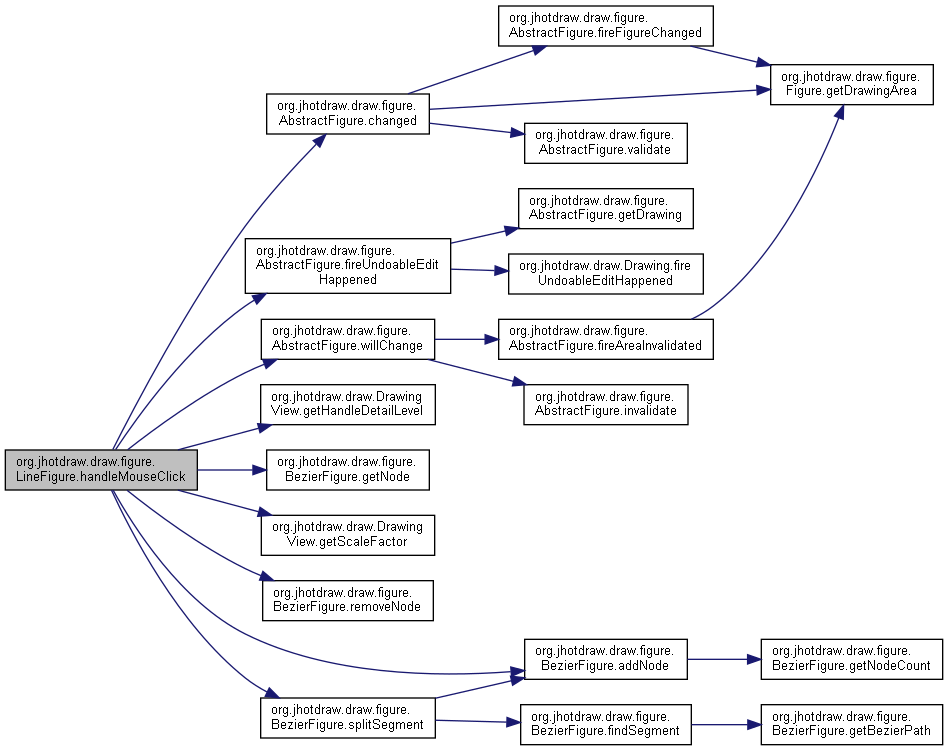 org.jhotdraw.draw.figure.
AbstractFigure.fireFigureChanged
org.jhotdraw.draw.figure.
Figure.getDrawingArea
org.jhotdraw.draw.figure.
AbstractFigure.changed
org.jhotdraw.draw.figure.
AbstractFigure.validate
org.jhotdraw.draw.figure.
AbstractFigure.getDrawing
org.jhotdraw.draw.figure.
AbstractFigure.fireUndoableEdit
Happened
org.jhotdraw.draw.Drawing.fire
UndoableEditHappened
org.jhotdraw.draw.figure.
AbstractFigure.willChange
org.jhotdraw.draw.figure.
AbstractFigure.fireAreaInvalidated
org.jhotdraw.draw.Drawing
View.getHandleDetailLevel
org.jhotdraw.draw.figure.
AbstractFigure.invalidate
org.jhotdraw.draw.figure.
LineFigure.handleMouseClick
org.jhotdraw.draw.figure.
BezierFigure.getNode
org.jhotdraw.draw.Drawing
View.getScaleFactor
org.jhotdraw.draw.figure.
BezierFigure.removeNode
org.jhotdraw.draw.figure.
BezierFigure.addNode
org.jhotdraw.draw.figure.
BezierFigure.getNodeCount
org.jhotdraw.draw.figure.
BezierFigure.splitSegment
org.jhotdraw.draw.figure.
BezierFigure.findSegment
org.jhotdraw.draw.figure.
BezierFigure.getBezierPath